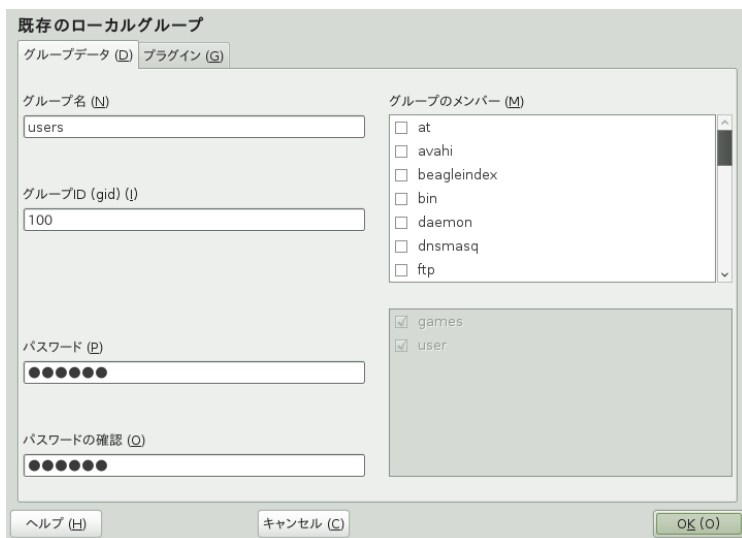 既存のローカルグループ
グループデータ (D) プラグイン (G)
グループ名 (N)
users
グループID (gid) (I)
100
パスワード (P)
●●●●●●
パスワードの確認 (O)
●●●●●●
グループのメンバー (M)
at
avahi
beagleindex
bin
daemon
dnsmasq
ftp
games
user
ヘルプ (H) キャンセル (C) OK (O)